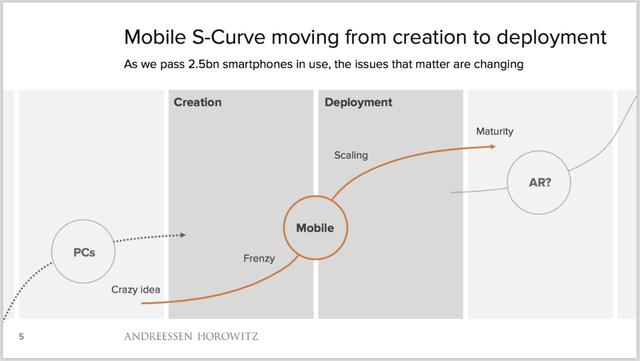 Mobile S-Curve moving from creation to deployment
As we pass 2.5bn smartphones in use, the issues that matter are changing
Creation
Deployment
Maturity
Scaling
AR?
Mobile
PCs
Frenzy
Crazy idea
5
ANDREESSEN HOROWITZ